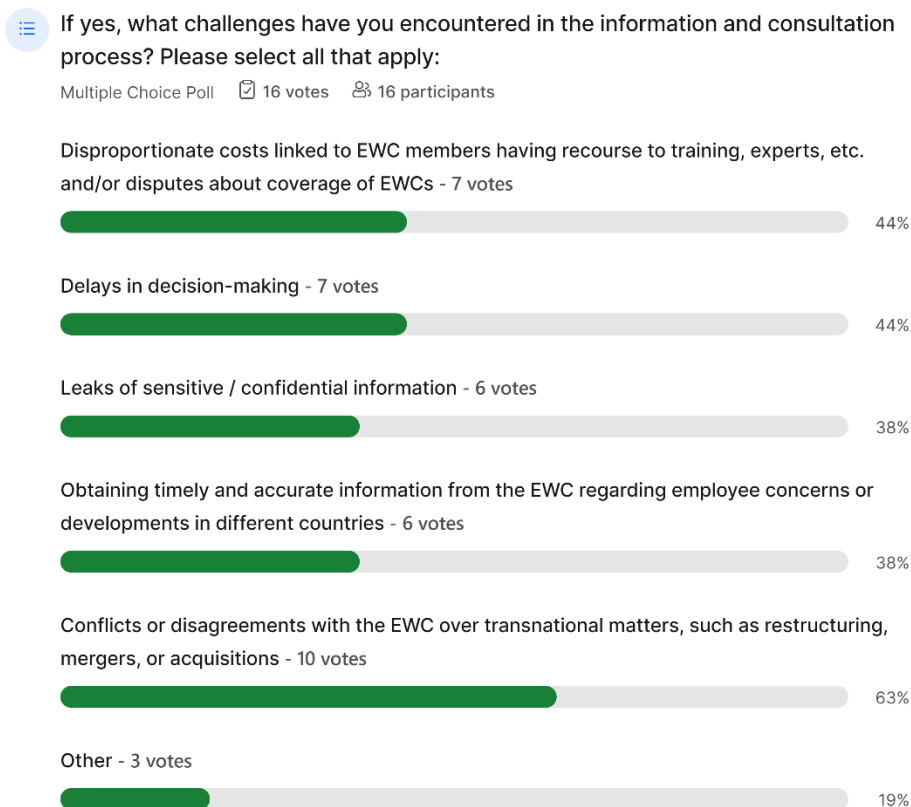 If yes, what challenges have you encountered in the information and consultation
process? Please select all that apply:
Multiple Choice Poll 16 votes 16 participants
Disproportionate costs linked to EWC members having recourse to training, experts, etc.
and/or disputes about coverage of EWCs - 7 votes
44%
Delays in decision-making - 7 votes
44%
Leaks of sensitive / confidential information - 6 votes
38%
Obtaining timely and accurate information from the EWC regarding employee concerns or
developments in different countries - 6 votes
38%
Conflicts or disagreements with the EWC over transnational matters, such as restructuring,
mergers, or acquisitions - 10 votes
63%
Other - 3 votes
19%